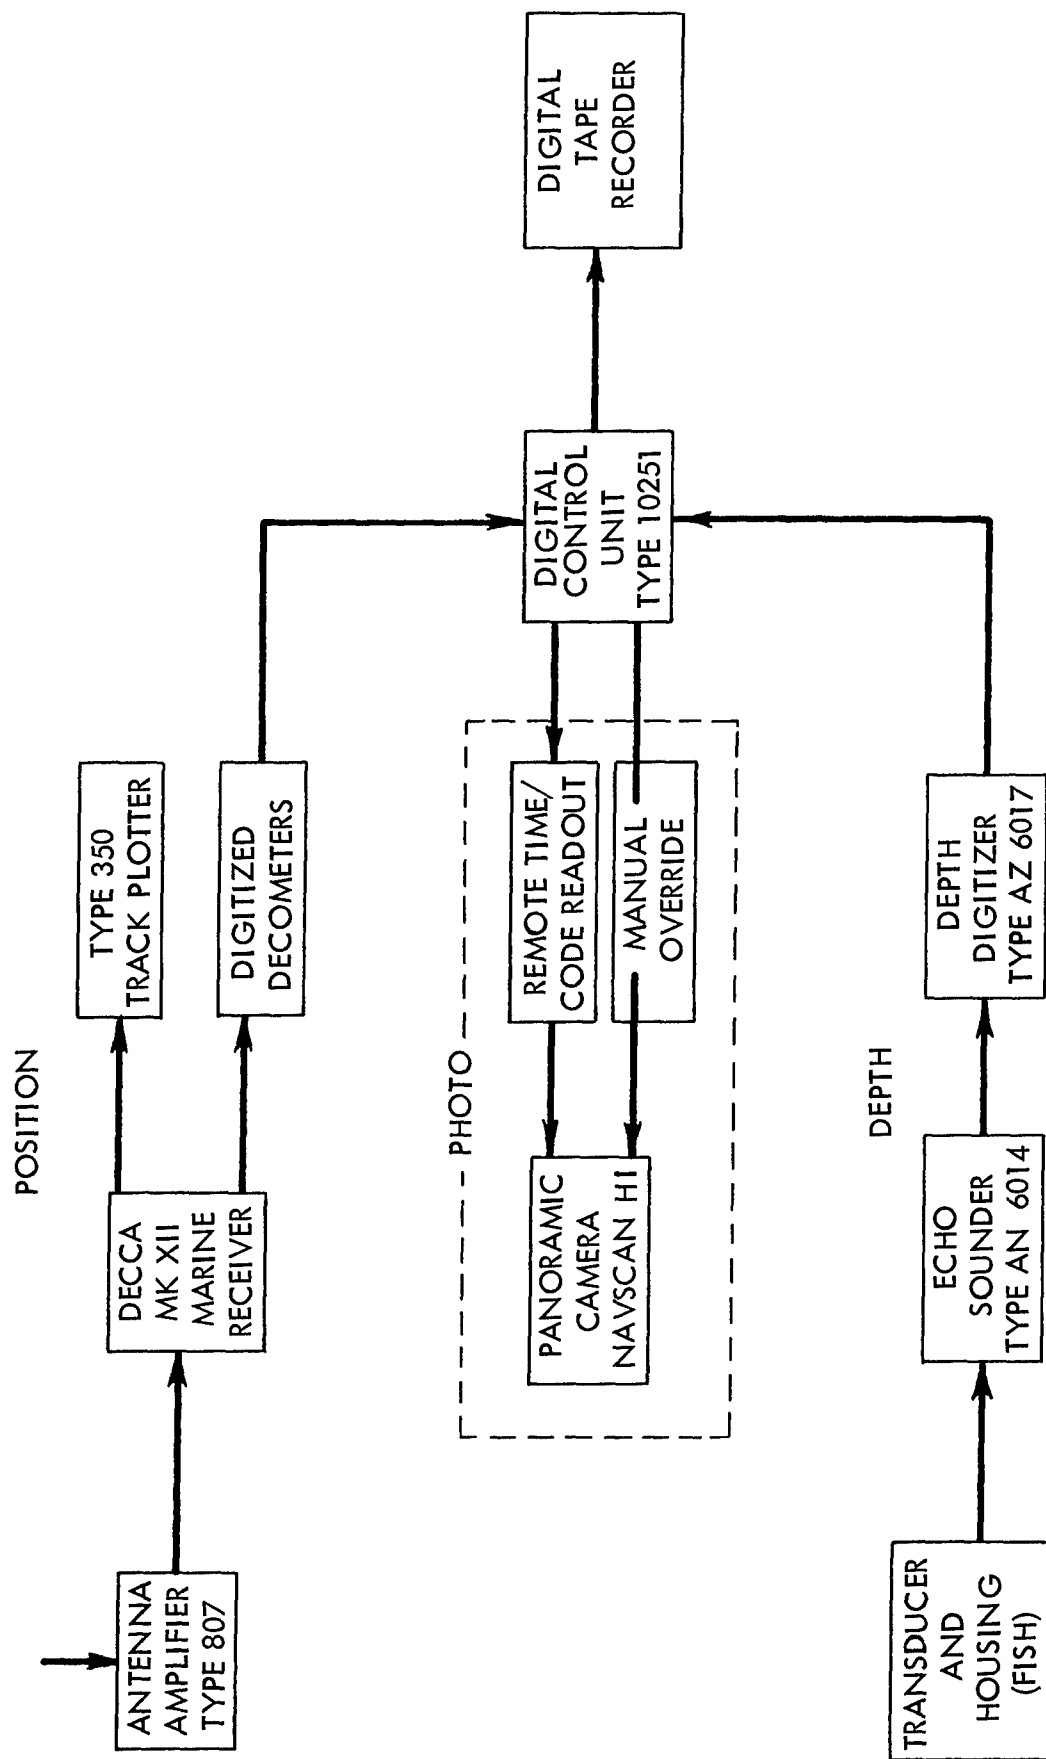 POSITION
ANTENNA
AMPLIFIER
TYPE 807
DECCA
MK XII
MARINE
RECEIVER
TYPE 350
TRACK PLOTTER
DIGITIZED
DECOMETERS
PHOTO
PANORAMIC
CAMERA
NAVSCAN H1
REMOTE TIME/
CODE READOUT
MANUAL
OVERRIDE
DIGITAL
CONTROL
UNIT
TYPE 10251
DIGITAL
TAPE
RECORDER
DEPTH
TRANSDUCER
AND
HOUSING
(FISH)
ECHO
SOUNDER
TYPE AN 6014
DEPTH
DIGITIZER
TYPE AZ 6017